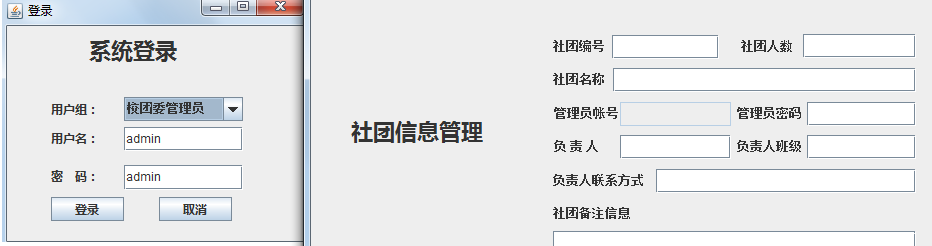 登录
系统登录
用户组：
校团委管理员
用户名：
admin
密 码：
admin
登录 取消
社团信息管理
社团编号 社团人数
社团名称
管理员帐号 管理员密码
负 责 人 负责人班级
负责人联系方式
社团备注信息